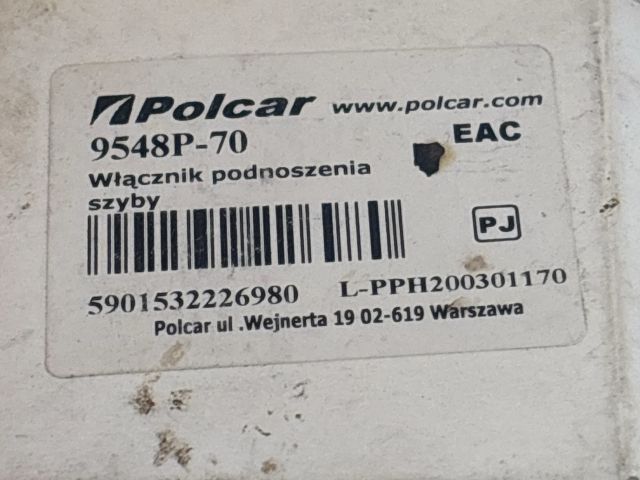 Polcar www.polcar.com
9548P-70 EAC
Włącznik podnoszenia
szyby
PJ
5901532226980 L-PPH200301170
Polcar ul .Wejnerta 19 02-619 Warszawa